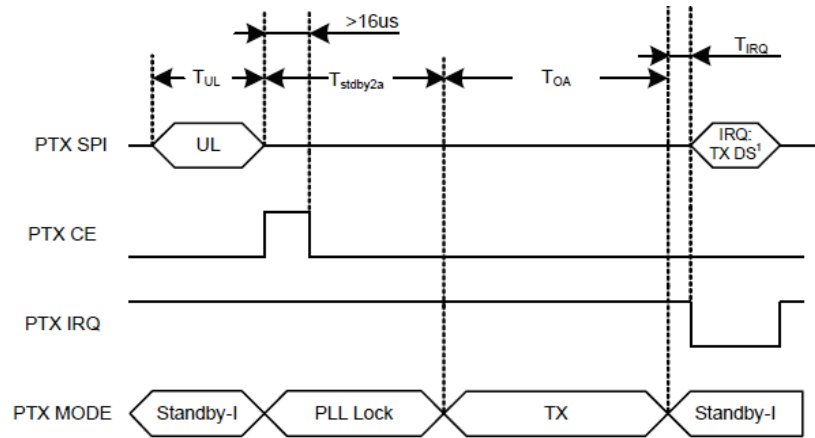 >16us
TUL
Tstdby2a
TOA
TIRQ
PTX SPI
UL
IRQ:
TX DS¹
PTX CE
PTX IRQ
PTX MODE
Standby-I
PLL Lock
TX
Standby-I